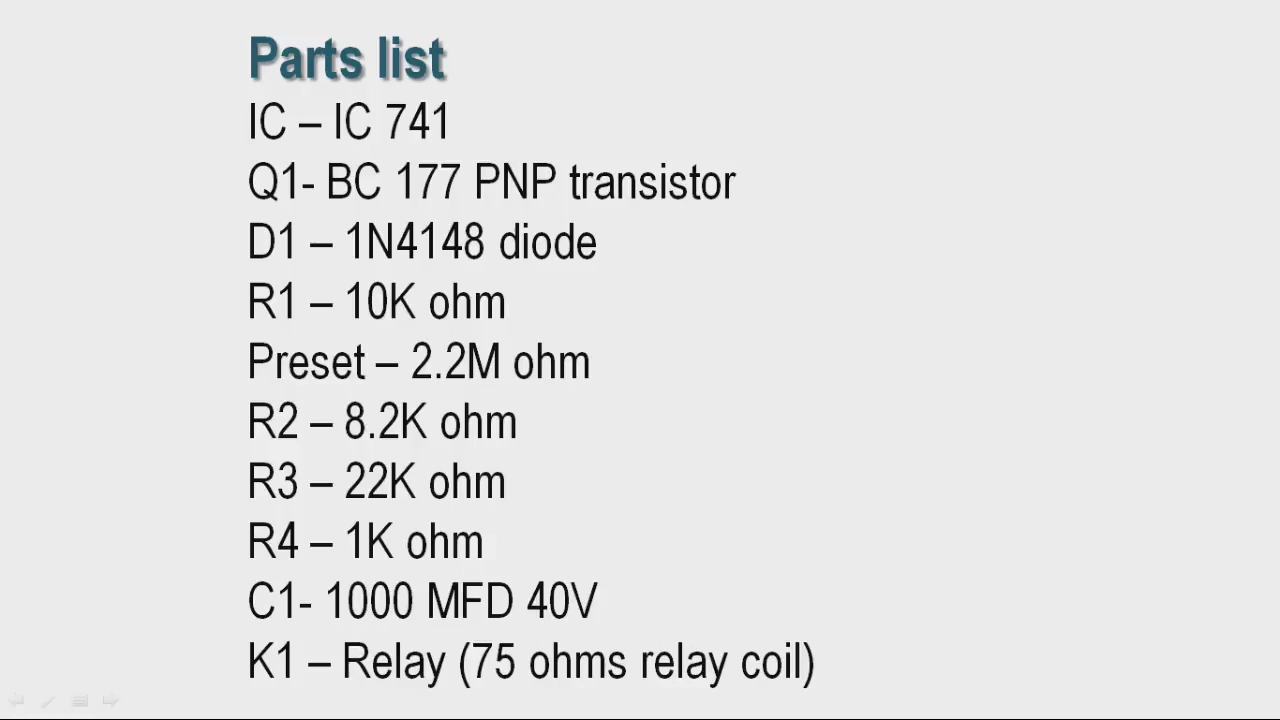 Parts list
IC – IC 741
Q1- BC 177 PNP transistor
D1 – 1N4148 diode
R1 – 10K ohm
Preset – 2.2M ohm
R2 – 8.2K ohm
R3 – 22K ohm
R4 – 1K ohm
C1- 1000 MFD 40V
K1 – Relay (75 ohms relay coil)